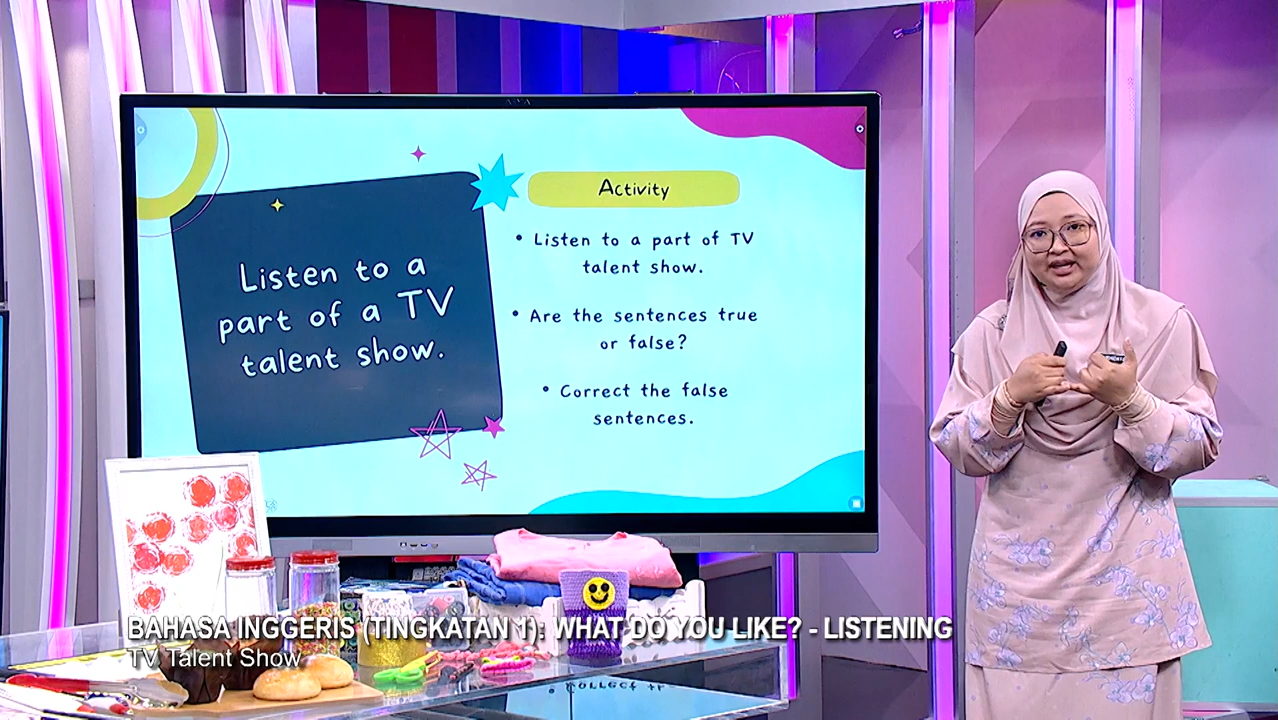 Listen to a
part of a TV
talent show.
Activity
• Listen to a part of TV
talent show.
• Are the sentences true
or false?
• Correct the false
sentences.
BAHASA INGGERIS (TINGKATAN 1): WHAT DO YOU LIKE? - LISTENING
TV Talent Show